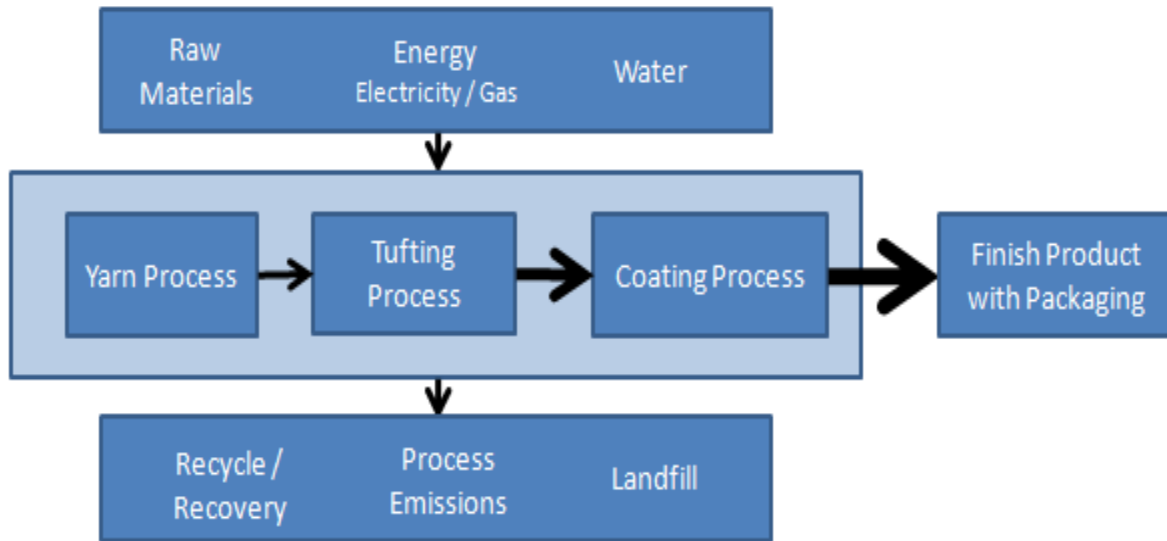 Raw
Materials
Energy
Electricity / Gas
Water
Yarn Process
Tufting
Process
Coating Process
Finish Product
with Packaging
Recycle /
Recovery
Process
Emissions
Landfill